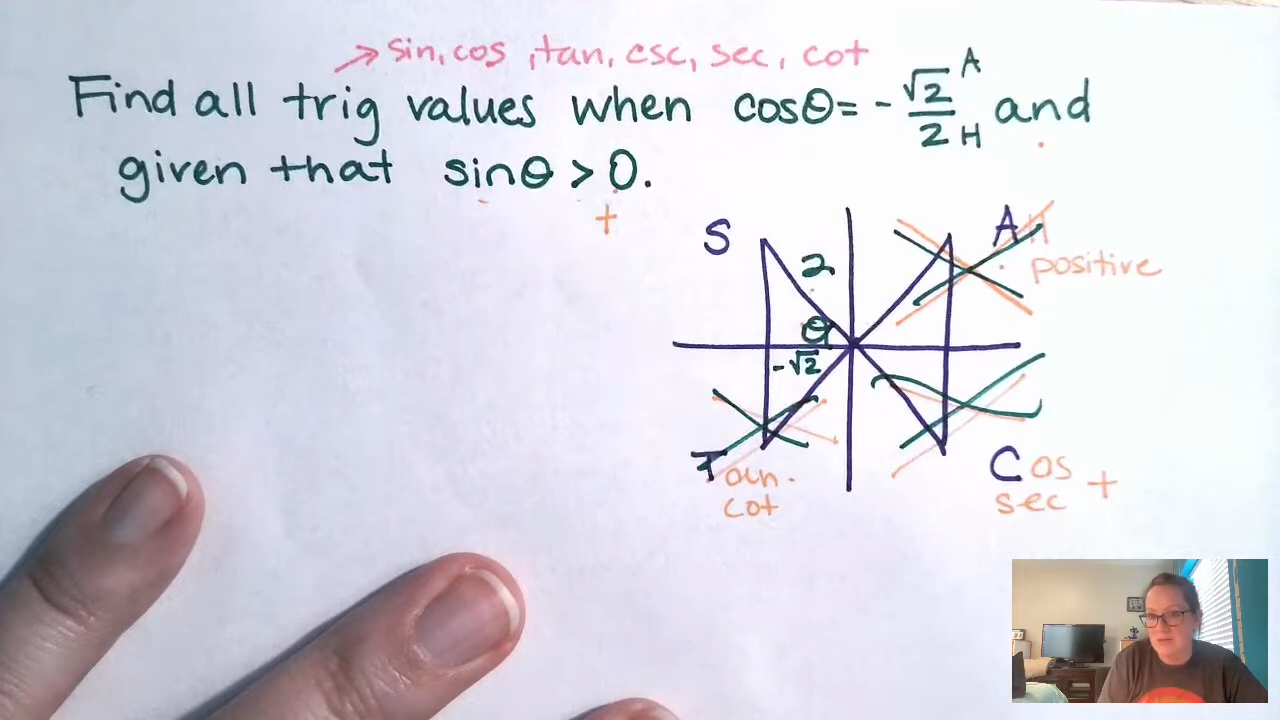 sin, cos, tan, csc, sec, cot
Find all trig values when cosθ = -√2/2 A H and
given that sinθ > 0.
+
S
A
positive
2
θ
-√2
Tan.
cot
Cos
sec +